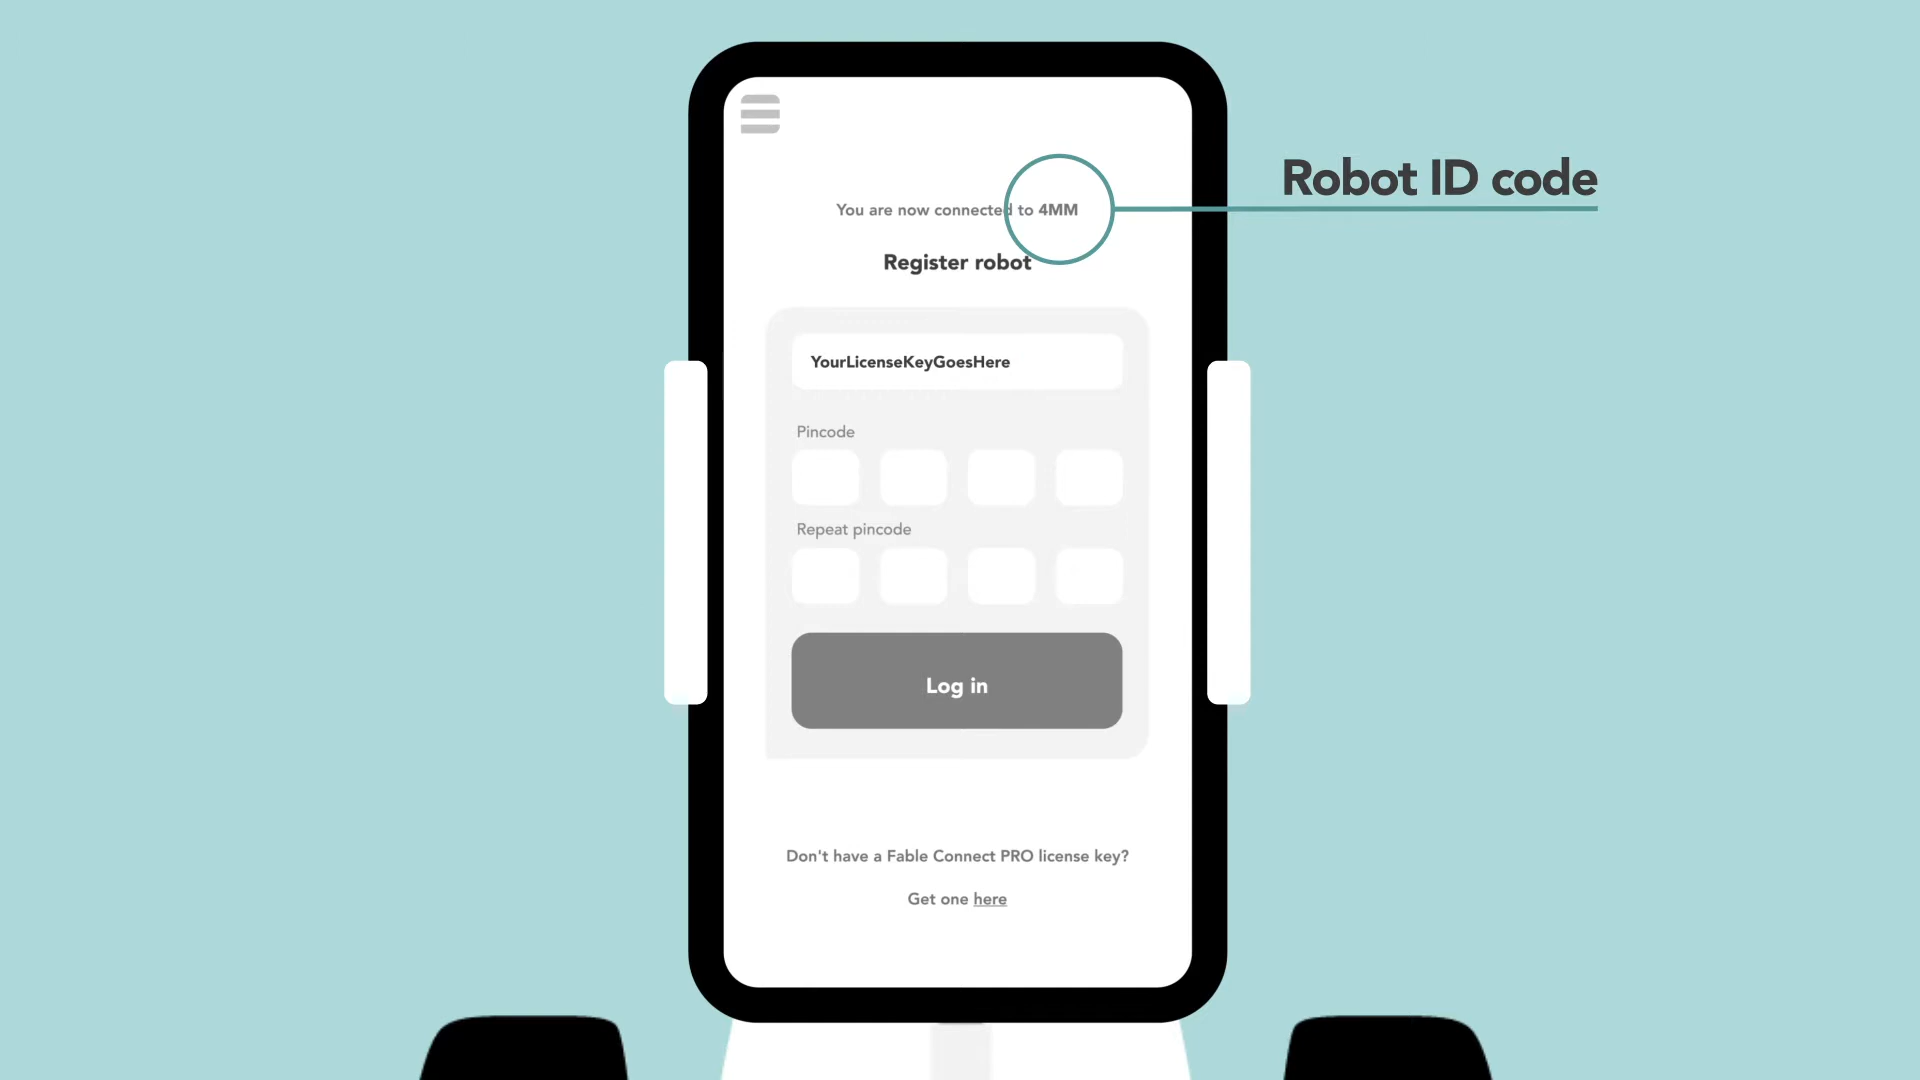 Robot ID code
You are now connected to 4MM
Register robot
YourLicenseKeyGoesHere
Pincode
Repeat pincode
Log in
Don't have a Fable Connect PRO license key?
Get one here